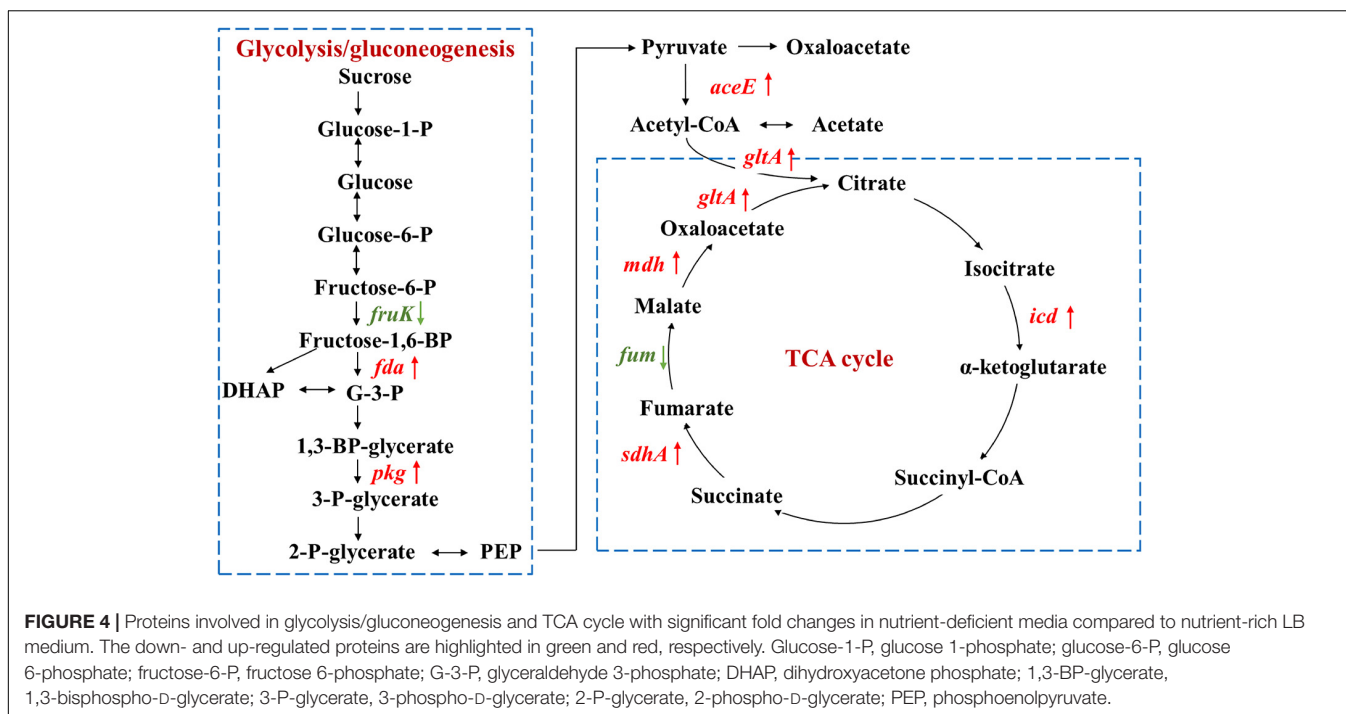 Glycolysis/gluconeogenesis
Sucrose
Glucose-1-P
Glucose
Glucose-6-P
Fructose-6-P
fruK
Fructose-1,6-BP
fda
DHAP
G-3-P
1,3-BP-glycerate
pkg
3-P-glycerate
2-P-glycerate
PEP
Pyruvate
Oxaloacetate
aceE
Acetyl-CoA
Acetate
gltA
Citrate
gltA
Oxaloacetate
mdh
Isocitrate
Malate
icd
fum
TCA cycle
α-ketoglutarate
Fumarate
sdhA
Succinyl-CoA
Succinate
FIGURE 4 | Proteins involved in glycolysis/gluconeogenesis and TCA cycle with significant fold changes in nutrient-deficient media compared to nutrient-rich LB
medium. The down- and up-regulated proteins are highlighted in green and red, respectively. Glucose-1-P, glucose 1-phosphate; glucose-6-P, glucose
6-phosphate; fructose-6-P, fructose 6-phosphate; G-3-P, glyceraldehyde 3-phosphate; DHAP, dihydroxyacetone phosphate; 1,3-BP-glycerate,
1,3-bisphospho-D-glycerate; 3-P-glycerate, 3-phospho-D-glycerate; 2-P-glycerate, 2-phospho-D-glycerate; PEP, phosphoenolpyruvate.